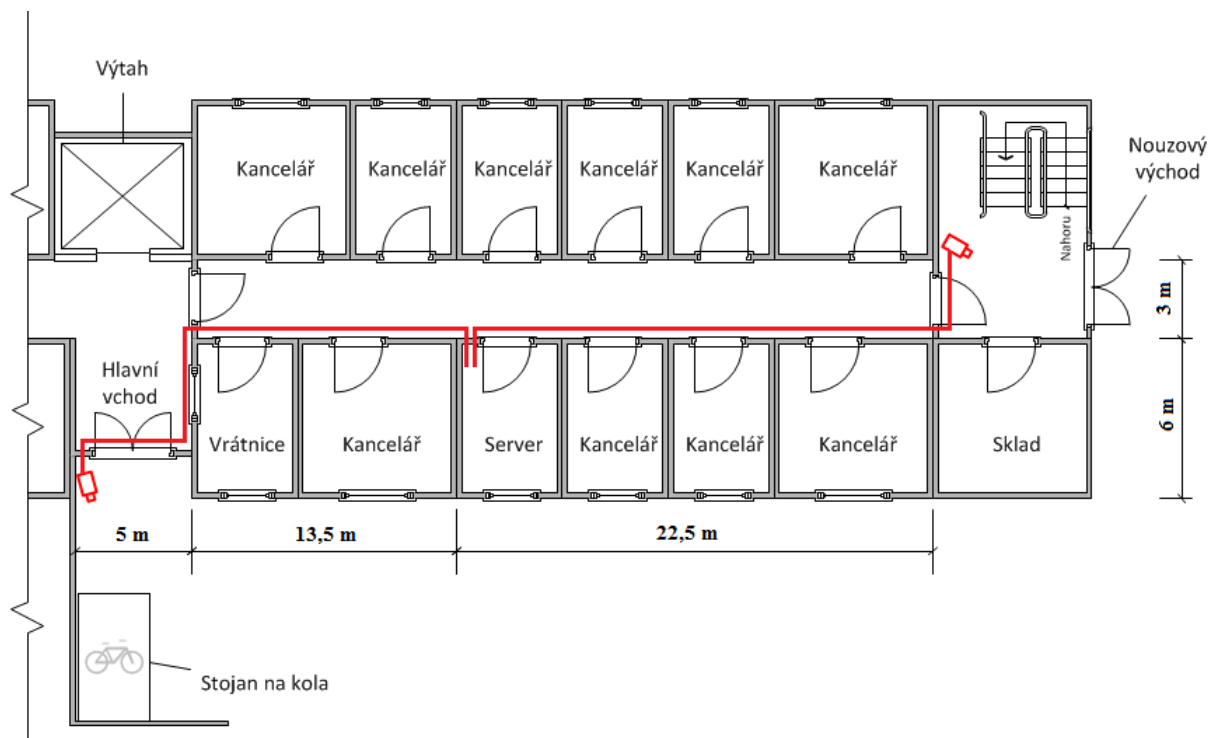 Výtah
Nouzový
východ
Kancelář
Kancelář
Kancelář
Kancelář
Kancelář
Kancelář
Nahoru
3 m
Hlavní
vchod
6 m
Vrátnice
Kancelář
Server
Kancelář
Kancelář
Kancelář
Sklad
5 m
13,5 m
22,5 m
Stojan na kola